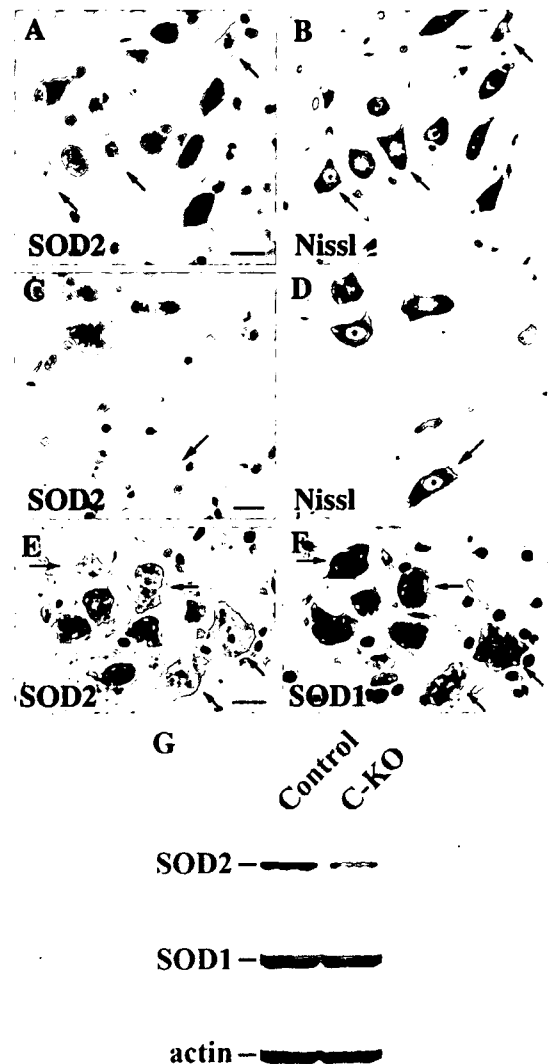 A
B
SOD2
Nissl
C
D
SOD2
Nissl
E
F
SOD2
SOD1
G
Control
C-KO
SOD2
SOD1
actin